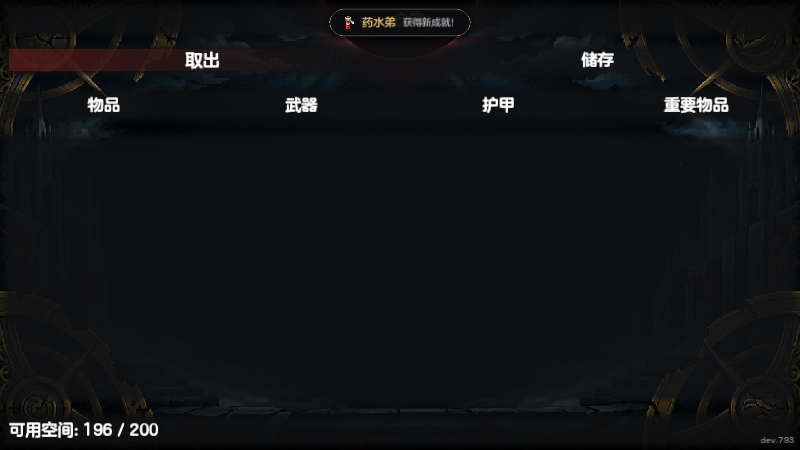 药水弟 获得新成就!
取出 储存
物品 武器 护甲 重要物品
可用空间: 196 / 200
dev.793